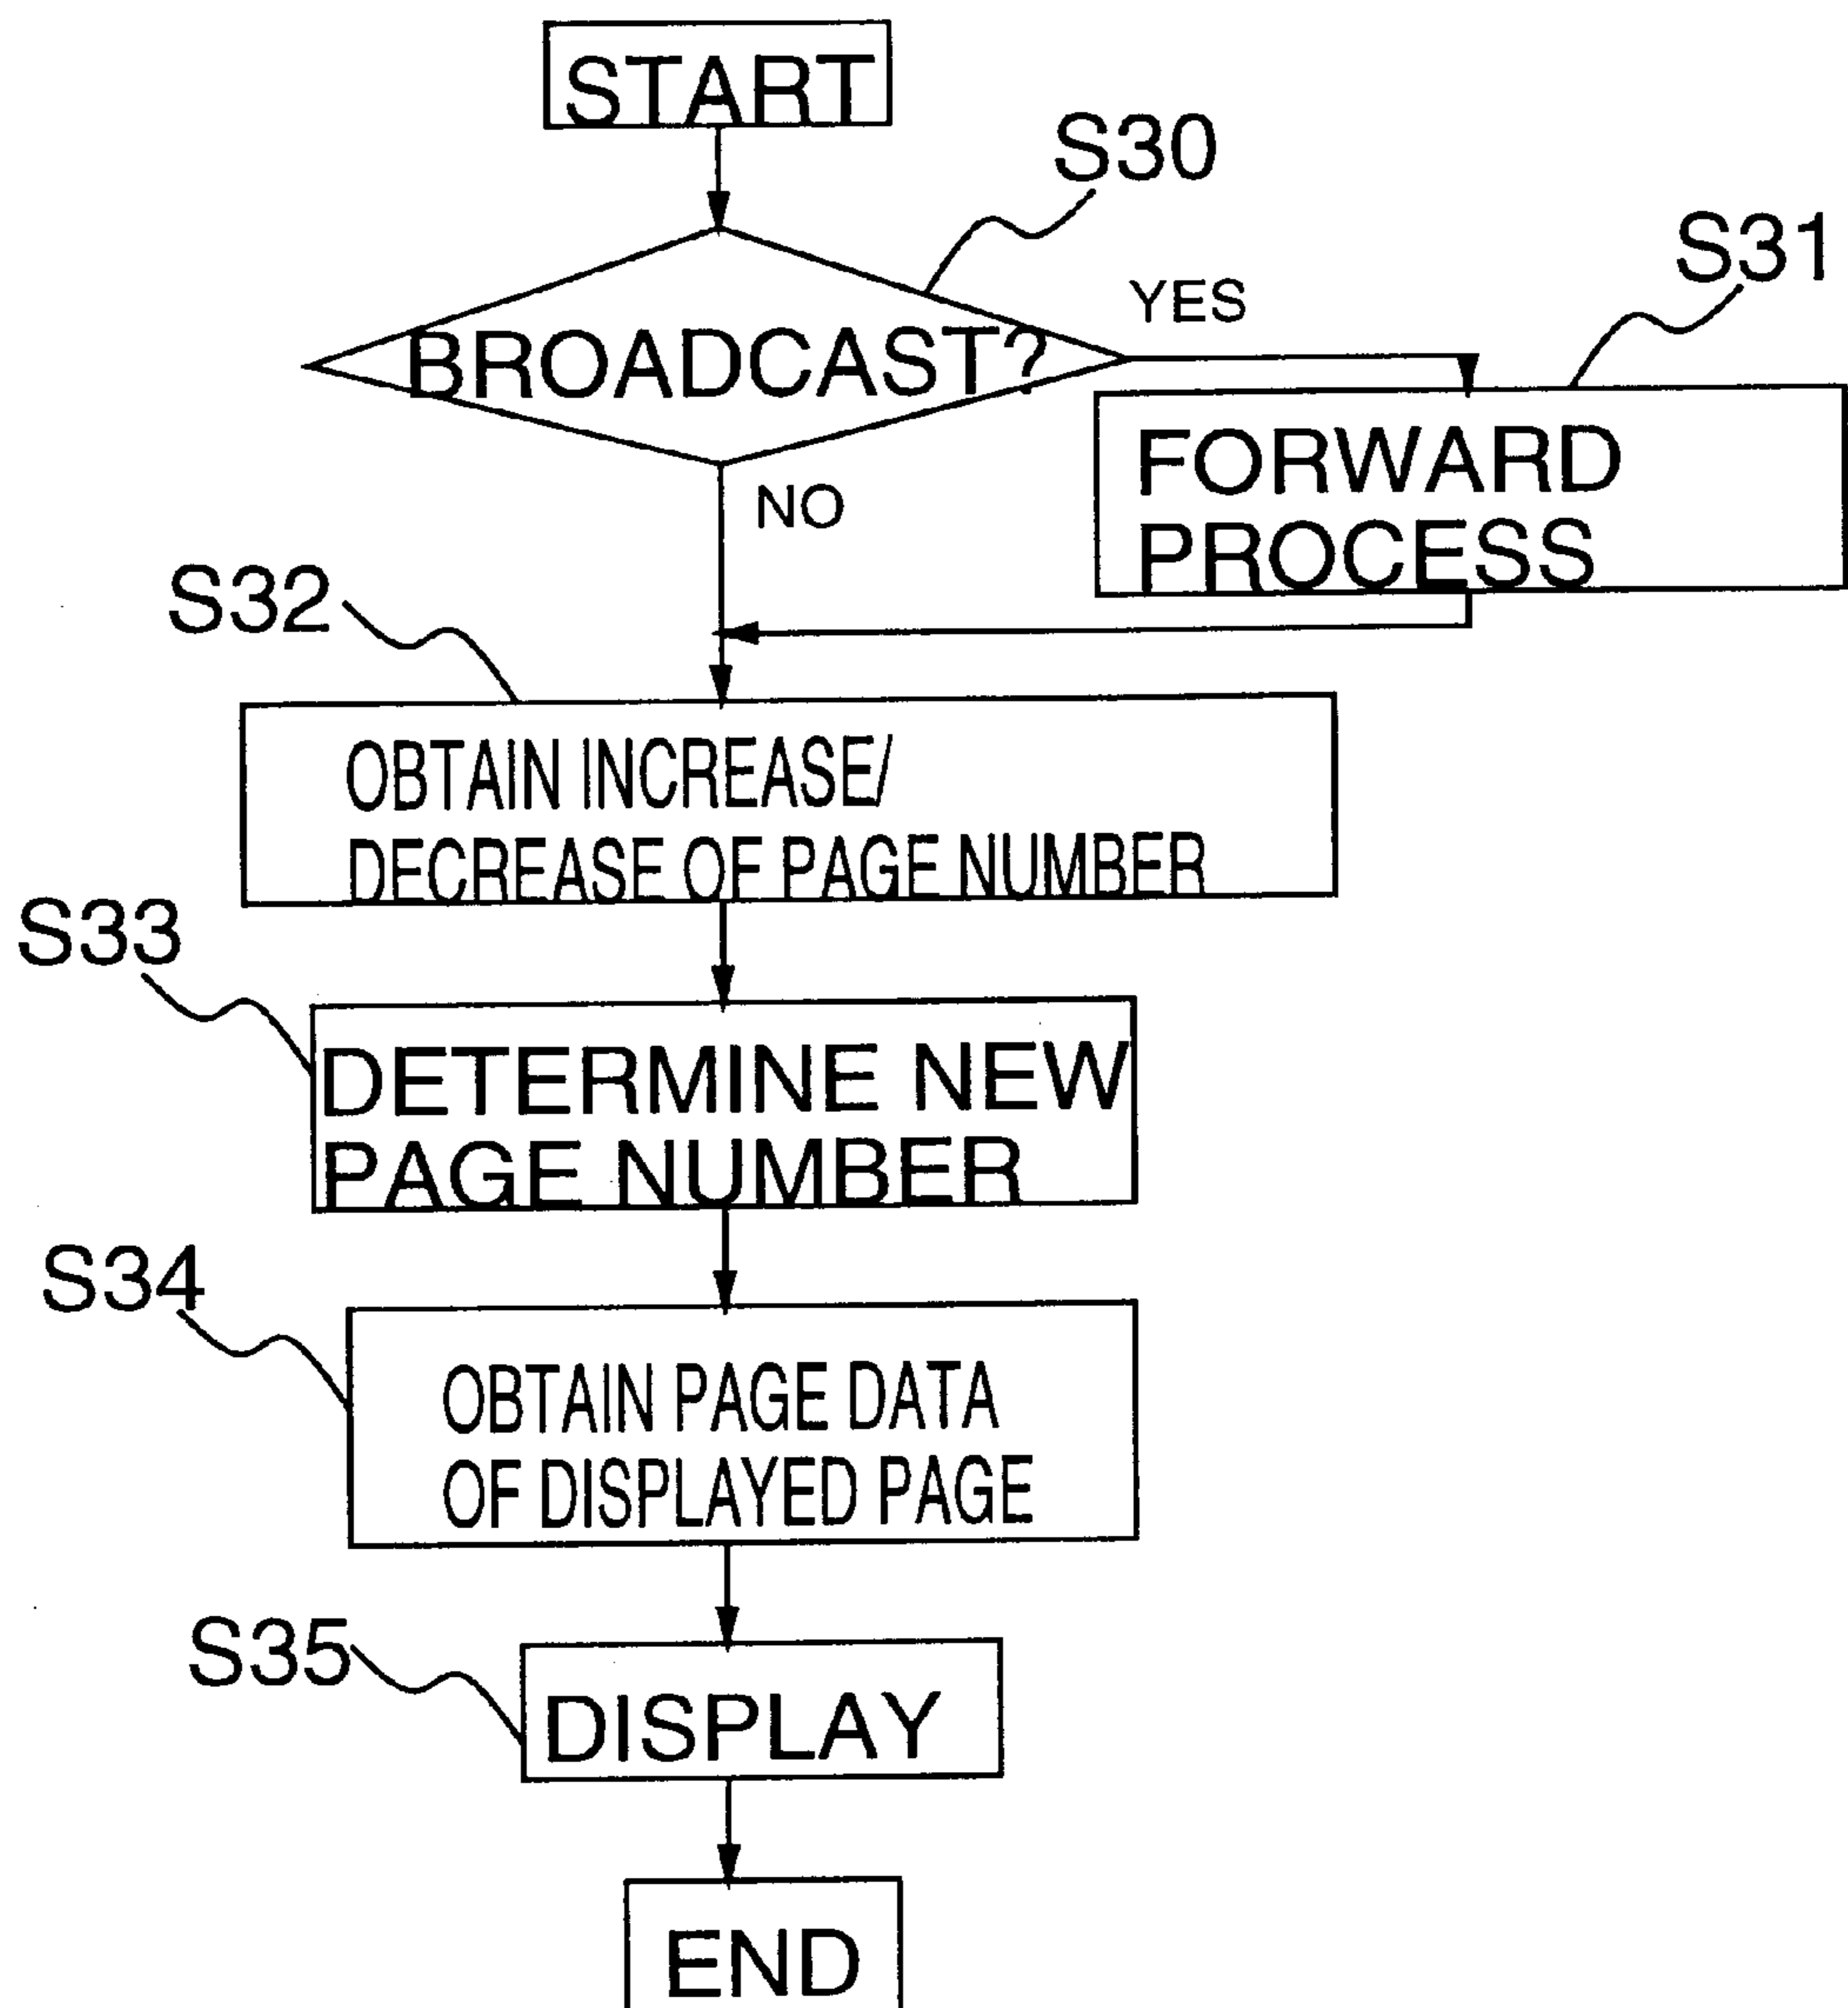 START
S30
S31
YES
BROADCAST?
FORWARD
PROCESS
NO
S32
OBTAIN INCREASE/
DECREASE OF PAGE NUMBER
S33
DETERMINE NEW
PAGE NUMBER
S34
OBTAIN PAGE DATA
OF DISPLAYED PAGE
S35
DISPLAY
END